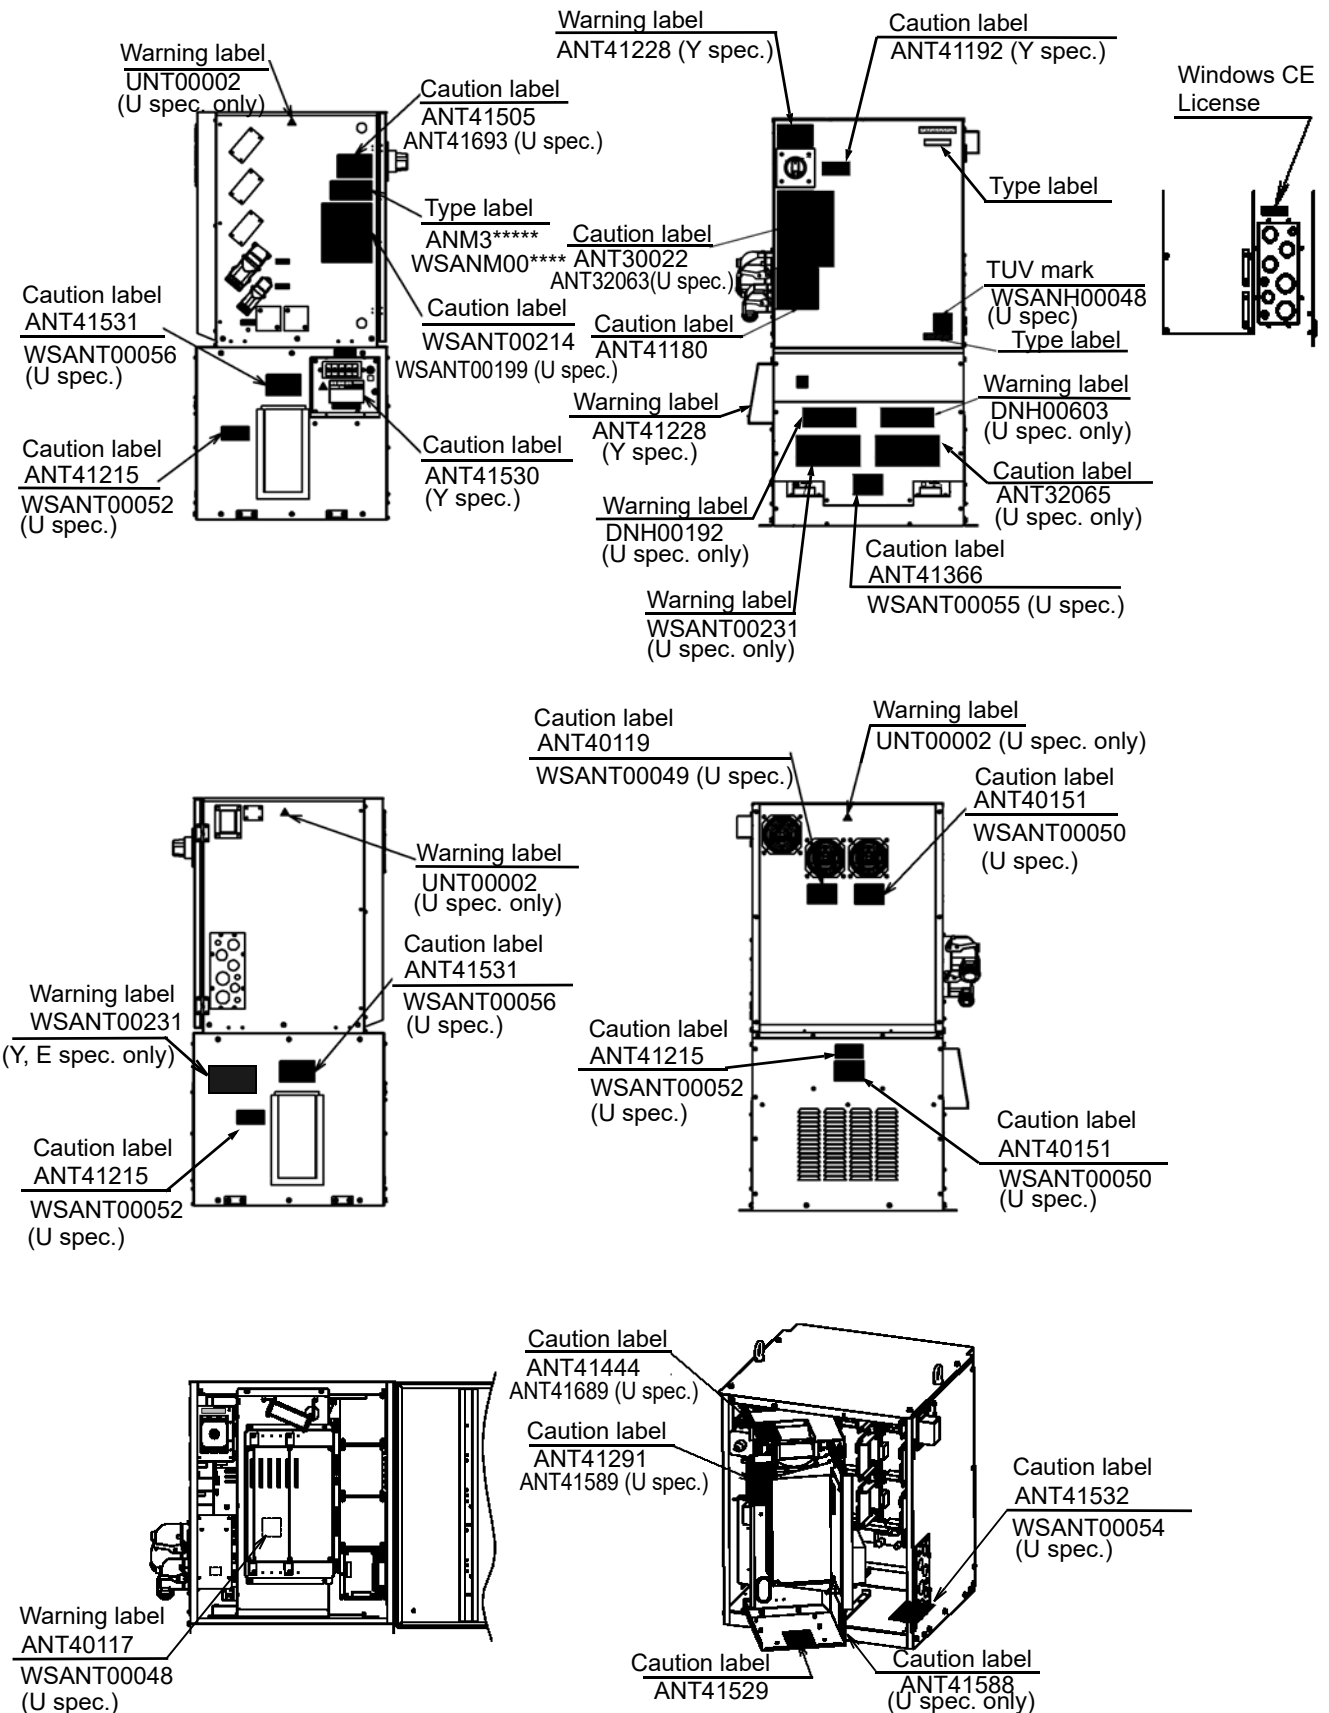 Warning label
UNT00002
(U spec. only)
Caution label
ANT41505
ANT41693 (U spec.)
Type label
ANM3*****
WSANM00****
Caution label
WSANT00214
WSANT00199 (U spec.)
Caution label
ANT41531
WSANT00056
(U spec.)
Caution label
ANT41215
WSANT00052
(U spec.)
Caution label
ANT41530
(Y spec.)
Warning label
ANT41228 (Y spec.)
Caution label
ANT41192 (Y spec.)
Windows CE
License
Type label
Caution label
ANT30022
ANT32063(U spec.)
Caution label
ANT41180
TUV mark
WSANH00048
(U spec)
Type label
Warning label
ANT41228
(Y spec.)
Warning label
DNH00603
(U spec. only)
Caution label
ANT32065
(U spec. only)
Warning label
DNH00192
(U spec. only)
Caution label
ANT41366
WSANT00055 (U spec.)
Warning label
WSANT00231
(U spec. only)
Warning label
UNT00002
(U spec. only)
Caution label
ANT41531
WSANT00056
(U spec.)
Warning label
WSANT00231
(Y, E spec. only)
Caution label
ANT41215
WSANT00052
(U spec.)
Caution label
ANT40119
WSANT00049 (U spec.)
Warning label
UNT00002 (U spec. only)
Caution label
ANT40151
WSANT00050
(U spec.)
Caution label
ANT41215
WSANT00052
(U spec.)
Caution label
ANT40151
WSANT00050
(U spec.)
Warning label
ANT40117
WSANT00048
(U spec.)
Caution label
ANT41444
ANT41689 (U spec.)
Caution label
ANT41291
ANT41589 (U spec.)
Caution label
ANT41532
WSANT00054
(U spec.)
Caution label
ANT41529
Caution label
ANT41588
(U spec. only)